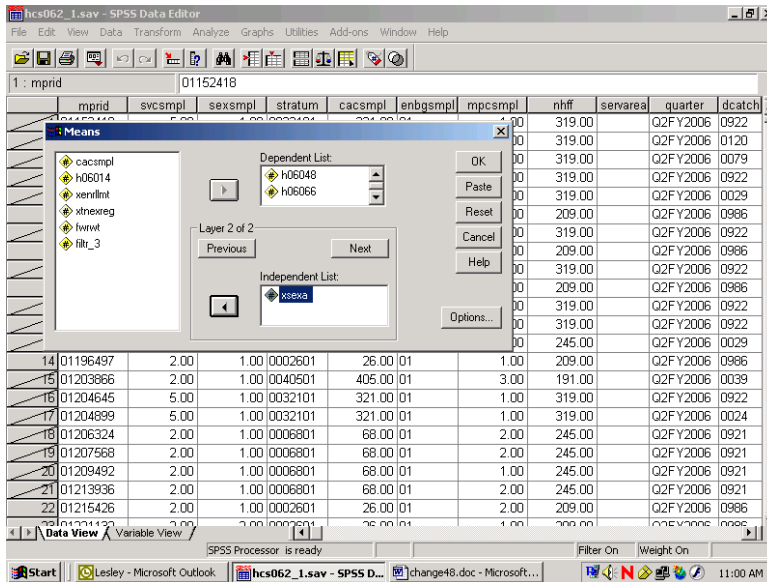 hcs062_1.sav - SPSS Data Editor
File Edit View Data Transform Analyze Graphs Utilities Add-ons Window Help
1 : mprid 01152418
mprid svcsmpl sexsmpl stratum cacsmpl enbgsmpl mpcsmpl nhff servarea quarter dcatch
319.00 Q2FY2006 0922
Means
319.00 Q2FY2006 0120
cacsmpl
h06014
xenrllmt
xtnexreg
fwrwt
filtr_3
Dependent List:
h06048
h06066
Layer 2 of 2
Previous Next
Independent List:
xsexa
OK
Paste
Reset
Cancel
Help
Options...
319.00 Q2FY2006 0079
319.00 Q2FY2006 0922
319.00 Q2FY2006 0029
209.00 Q2FY2006 0986
319.00 Q2FY2006 0922
209.00 Q2FY2006 0986
319.00 Q2FY2006 0922
209.00 Q2FY2006 0986
319.00 Q2FY2006 0922
319.00 Q2FY2006 0922
245.00 Q2FY2006 0029
14 01196497 2.00 1.00 0002601 26.00 01 1.00 209.00 Q2FY2006 0986
15 01203866 2.00 1.00 0040501 405.00 01 3.00 191.00 Q2FY2006 0039
16 01204645 5.00 1.00 0032101 321.00 01 1.00 319.00 Q2FY2006 0922
17 01204899 5.00 1.00 0032101 321.00 01 1.00 319.00 Q2FY2006 0024
18 01206324 2.00 1.00 0006801 68.00 01 2.00 245.00 Q2FY2006 0921
19 01207568 2.00 1.00 0006801 68.00 01 2.00 245.00 Q2FY2006 0921
20 01209492 2.00 1.00 0006801 68.00 01 1.00 245.00 Q2FY2006 0921
21 01213936 2.00 1.00 0006801 68.00 01 2.00 245.00 Q2FY2006 0921
22 01215426 2.00 1.00 0002601 26.00 01 2.00 209.00 Q2FY2006 0986
Data View Variable View
SPSS Processor is ready Filter On Weight On
Start Lesley - Microsoft Outlook hcs062_1.sav - SPSS D... change48.doc - Microsoft... 11:00 AM